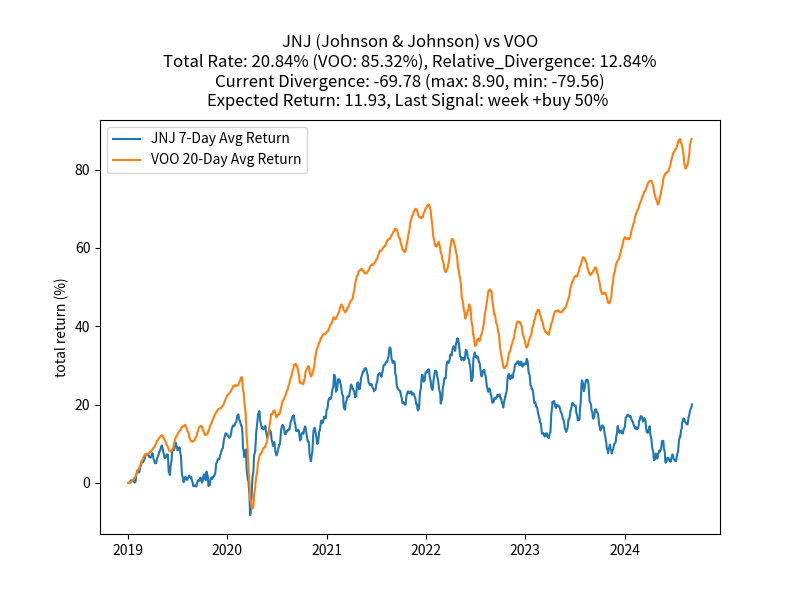 JNJ (Johnson & Johnson) vs VOO
Total Rate: 20.84% (VOO: 85.32%), Relative_Divergence: 12.84%
Current Divergence: -69.78 (max: 8.90, min: -79.56)
Expected Return: 11.93, Last Signal: week +buy 50%
JNJ 7-Day Avg Return
VOO 20-Day Avg Return
total return (%)
80
60
40
20
0
2019 2020 2021 2022 2023 2024